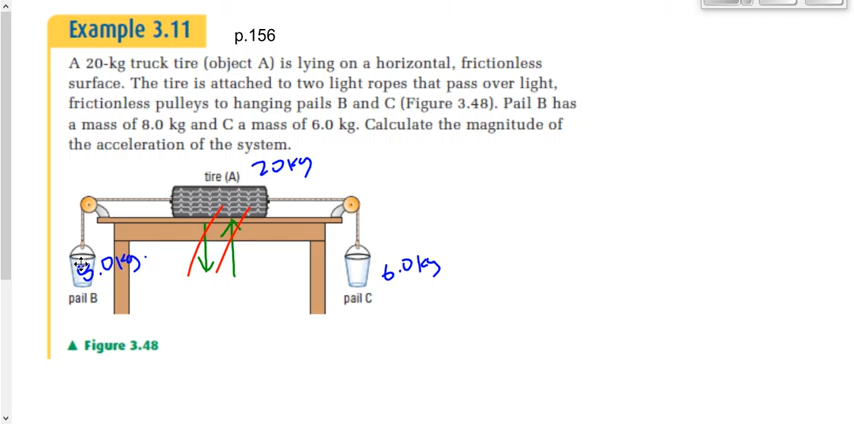 Example 3.11
p.156
A 20-kg truck tire (object A) is lying on a horizontal, frictionless
surface. The tire is attached to two light ropes that pass over light,
frictionless pulleys to hanging pails B and C (Figure 3.48). Pail B has
a mass of 8.0 kg and C a mass of 6.0 kg. Calculate the magnitude of
the acceleration of the system.
tire (A) 20kg
8.0kg.
6.0kg
pail B
pail C
▲ Figure 3.48